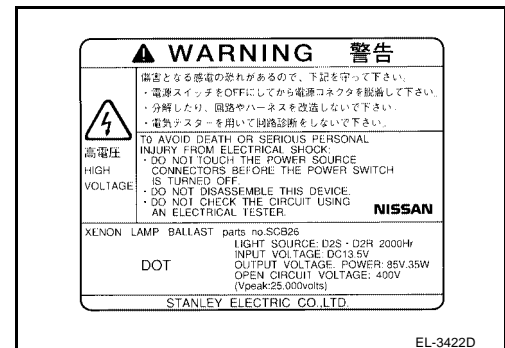 WARNING 警告
傷害となる感電の恐れがあるので、下記を守って下さい。
・電源スイッチをOFFにしてから電源コネクタを脱着して下さい。
・分解したり、回路やハーネスを改造しないで下さい。
・電気テスターを用いて回路診断をしないで下さい。
高電圧
HIGH
VOLTAGE
TO AVOID DEATH OR SERIOUS PERSONAL
INJURY FROM ELECTRICAL SHOCK:
・DO NOT TOUCH THE POWER SOURCE
CONNECTORS BEFORE THE POWER SWITCH
IS TURNED OFF.
・DO NOT DISASSEMBLE THIS DEVICE.
・DO NOT CHECK THE CIRCUIT USING
AN ELECTRICAL TESTER.
NISSAN
XENON LAMP BALLAST parts no.SCB26
LIGHT SOURCE: D2S・D2R 2000Hr
INPUT VOLTAGE: DC13.5V
DOT
OUTPUT VOLTAGE. POWER: 85V.35W
OPEN CIRCUIT VOLTAGE: 400V
(Vpeak:25,000volts)
STANLEY ELECTRIC CO.,LTD.
EL-3422D